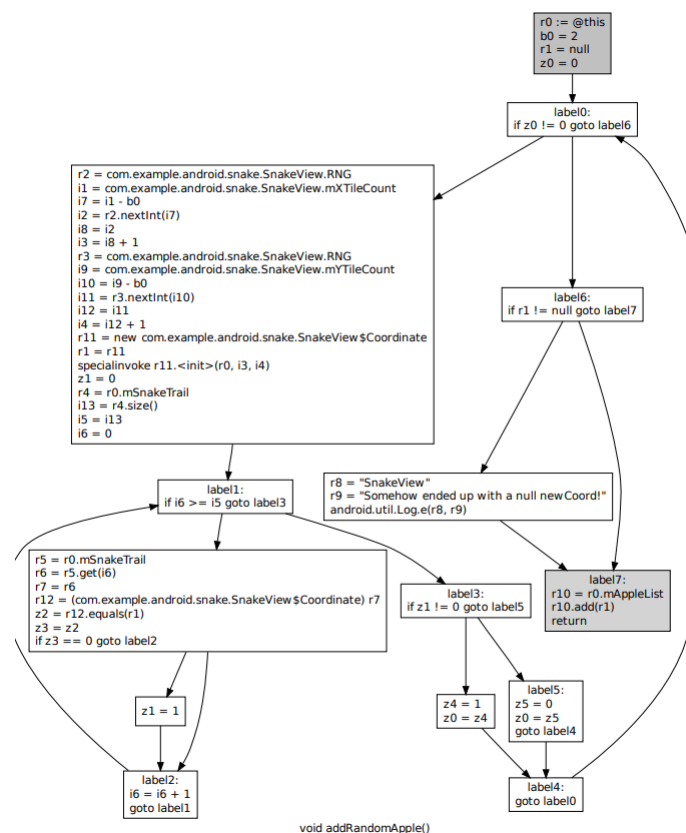 r0 := @this
b0 = 2
r1 = null
z0 = 0
label0:
if z0 != 0 goto label6
r2 = com.example.android.snake.SnakeView.RNG
i1 = com.example.android.snake.SnakeView.mXTileCount
i7 = i1 - b0
i2 = r2.nextInt(i7)
i8 = i2
i3 = i8 + 1
r3 = com.example.android.snake.SnakeView.RNG
i9 = com.example.android.snake.SnakeView.mYTileCount
i10 = i9 - b0
i11 = r3.nextInt(i10)
i12 = i11
i4 = i12 + 1
r11 = new com.example.android.snake.SnakeView$Coordinate
r1 = r11
specialinvoke r11.<init>(r0, i3, i4)
z1 = 0
r4 = r0.mSnakeTrail
i13 = r4.size()
i5 = i13
i6 = 0
label6:
if r1 != null goto label7
label1:
if i6 >= i5 goto label3
r8 = "SnakeView"
r9 = "Somehow ended up with a null newCoord!"
android.util.Log.e(r8, r9)
r5 = r0.mSnakeTrail
r6 = r5.get(i6)
r7 = r6
r12 = (com.example.android.snake.SnakeView$Coordinate) r7
z2 = r12.equals(r1)
z3 = z2
if z3 == 0 goto label2
label3:
if z1 != 0 goto label5
label7:
r10 = r0.mAppleList
r10.add(r1)
return
z1 = 1
z4 = 1
z0 = z4
label5:
z5 = 0
z0 = z5
goto label4
label2:
i6 = i6 + 1
goto label1
label4:
goto label0
void addRandomApple()